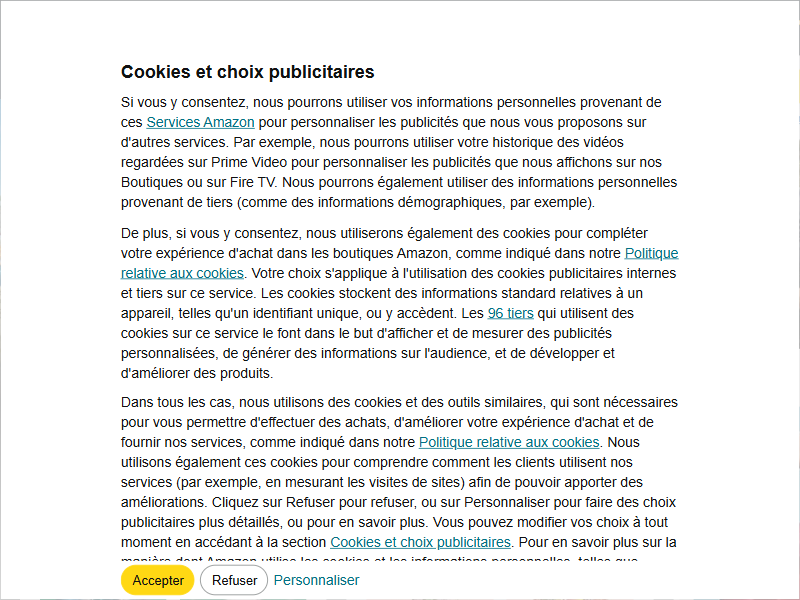 Cookies et choix publicitaires
Si vous y consentez, nous pourrons utiliser vos informations personnelles provenant de
ces Services Amazon pour personnaliser les publicités que nous vous proposons sur
d'autres services. Par exemple, nous pourrons utiliser votre historique des vidéos
regardées sur Prime Video pour personnaliser les publicités que nous affichons sur nos
Boutiques ou sur Fire TV. Nous pourrons également utiliser des informations personnelles
provenant de tiers (comme des informations démographiques, par exemple).
De plus, si vous y consentez, nous utiliserons également des cookies pour compléter
votre expérience d'achat dans les boutiques Amazon, comme indiqué dans notre Politique
relative aux cookies. Votre choix s'applique à l'utilisation des cookies publicitaires internes
et tiers sur ce service. Les cookies stockent des informations standard relatives à un
appareil, telles qu'un identifiant unique, ou y accèdent. Les 96 tiers qui utilisent des
cookies sur ce service le font dans le but d'afficher et de mesurer des publicités
personnalisées, de générer des informations sur l'audience, et de développer et
d'améliorer des produits.
Dans tous les cas, nous utilisons des cookies et des outils similaires, qui sont nécessaires
pour vous permettre d'effectuer des achats, d'améliorer votre expérience d'achat et de
fournir nos services, comme indiqué dans notre Politique relative aux cookies. Nous
utilisons également ces cookies pour comprendre comment les clients utilisent nos
services (par exemple, en mesurant les visites de sites) afin de pouvoir apporter des
améliorations. Cliquez sur Refuser pour refuser, ou sur Personnaliser pour faire des choix
publicitaires plus détaillés, ou pour en savoir plus. Vous pouvez modifier vos choix à tout
moment en accédant à la section Cookies et choix publicitaires. Pour en savoir plus sur la
manière dont Amazon utilise les cookies et les informations personnelles, telles que
Accepter Refuser Personnaliser